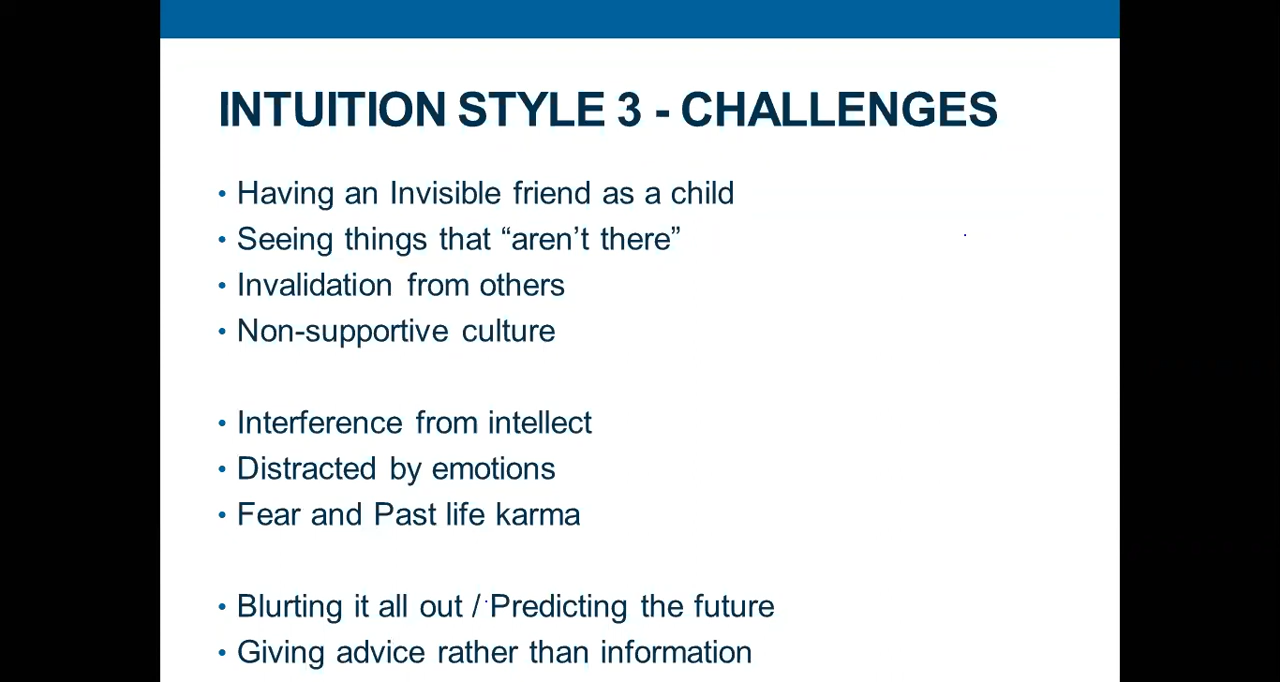 INTUITION STYLE 3 - CHALLENGES
• Having an Invisible friend as a child
• Seeing things that “aren’t there”
• Invalidation from others
• Non-supportive culture
• Interference from intellect
• Distracted by emotions
• Fear and Past life karma
• Blurting it all out / Predicting the future
• Giving advice rather than information